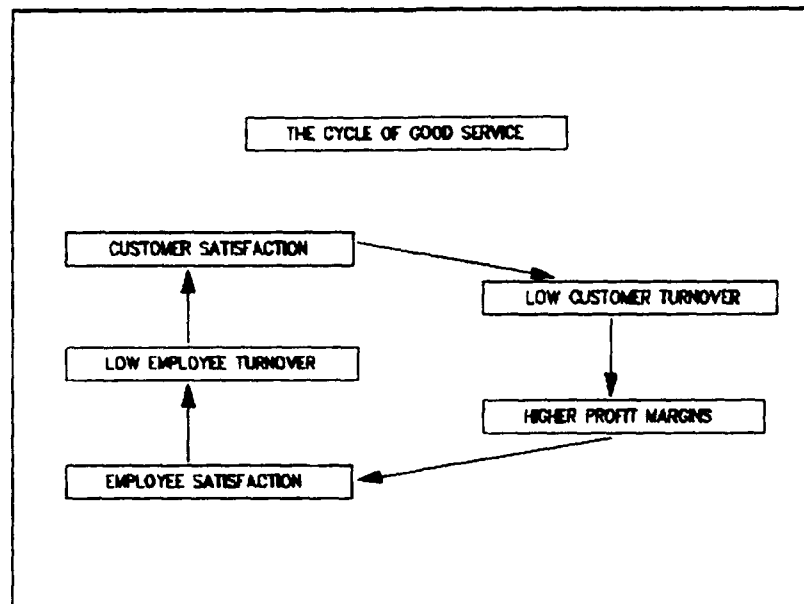 THE CYCLE OF GOOD SERVICE
CUSTOMER SATISFACTION
LOW CUSTOMER TURNOVER
LOW EMPLOYEE TURNOVER
HIGHER PROFIT MARGINS
EMPLOYEE SATISFACTION